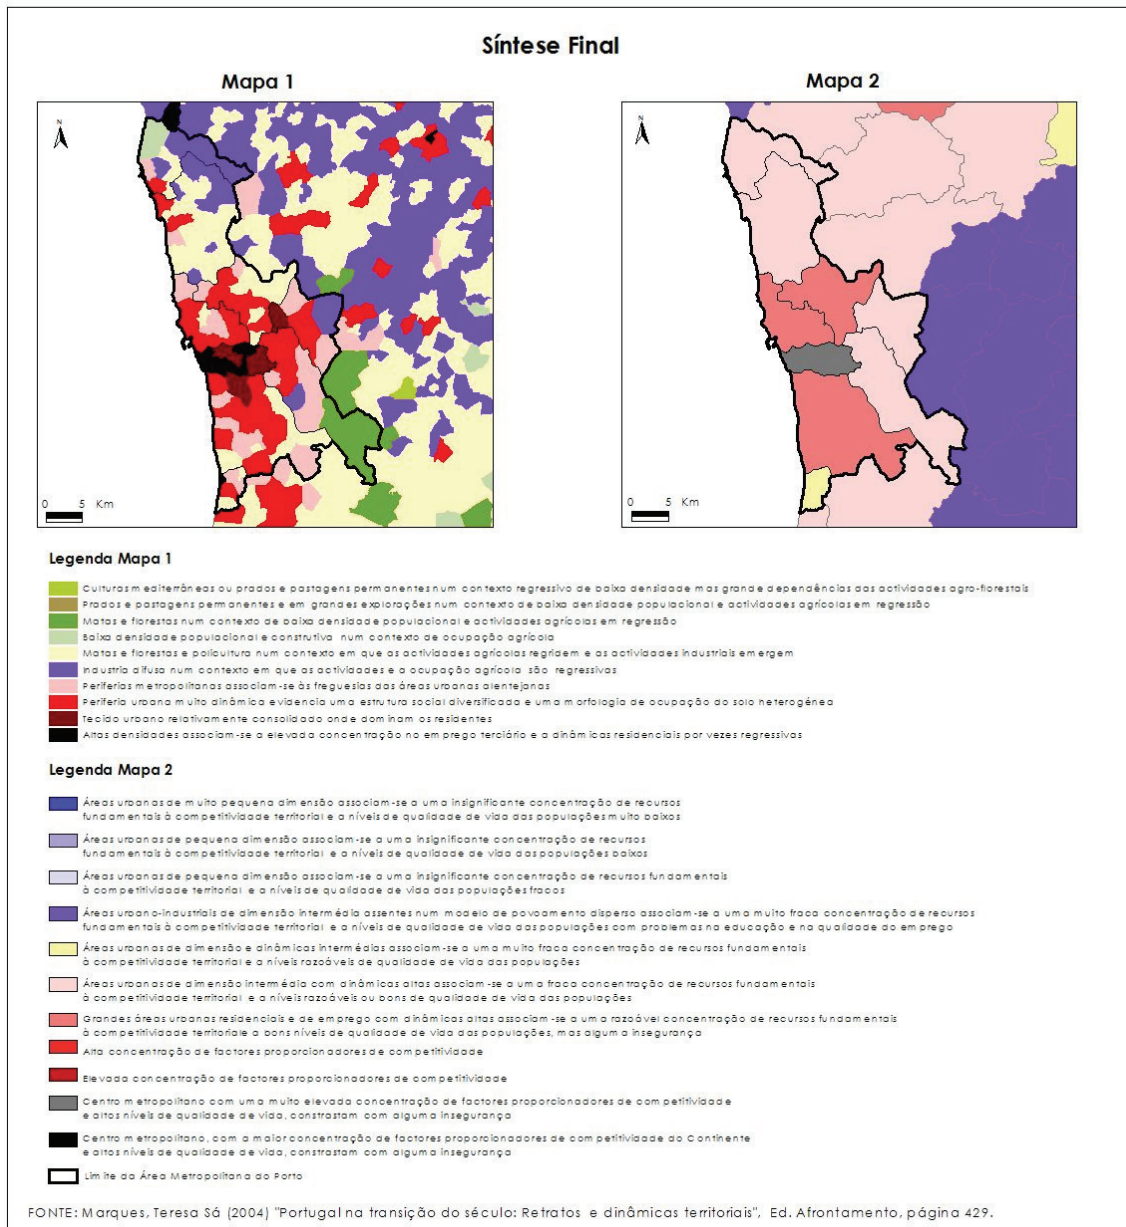 Síntese Final
Mapa 1
Mapa 2
N
N
0 5 Km
0 5 Km
Legenda Mapa 1
Culturas mediterrâneas ou prados e pastagens permanentes num contexto regressivo de baixa densidade mas grande dependências das actividades agro-florestais
Prados e pastagens permanentes e em grandes explorações num contexto de baixa densidade populacional e actividades agrícolas em regressão
Matas e florestas num contexto de baixa densidade populacional e actividades agrícolas em regressão
Baixa densidade populacional e construtiva num contexto de ocupação agrícola
Matas e florestas e policultura num contexto em que as actividades agrícolas regridem e as actividades industriais emergem
Industria difusa num contexto em que as actividades e a ocupação agrícola são regressivas
Periferias metropolitanas associam-se às freguesias das áreas urbanas alentejanas
Periferia urbana muito dinâmica evidencia uma estrutura social diversificada e uma morfologia de ocupação do solo heterogénea
Tecido urbano relativamente consolidado onde dominam os residentes
Altas densidades associam-se a elevada concentração no emprego terciário e a dinâmicas residenciais por vezes regressivas
Legenda Mapa 2
Áreas urbanas de muito pequena dimensão associam-se a uma insignificante concentração de recursos
fundamentais à competitividade territorial e a níveis de qualidade de vida das populações muito baixos
Áreas urbanas de pequena dimensão associam-se a uma insignificante concentração de recursos
fundamentais à competitividade territorial e a níveis de qualidade de vida das populações baixos
Áreas urbanas de pequena dimensão associam-se a uma insignificante concentração de recursos fundamentais
à competitividade territorial e a níveis de qualidade de vida das populações fracos
Áreas urbano-industriais de dimensão intermédia assentes num modelo de povoamento disperso associam-se a uma muito fraca concentração de recursos
fundamentais à competitividade territorial e a níveis de qualidade de vida das populações com problemas na educação e na qualidade do emprego
Áreas urbanas de dimensão e dinâmicas intermédias associam-se a uma muito fraca concentração de recursos fundamentais
à competitividade territorial e a níveis razoáveis de qualidade de vida das populações
Áreas urbanas de dimensão intermédia com dinâmicas altas associam-se a uma fraca concentração de recursos fundamentais
à competitividade territorial e a níveis razoáveis ou bons de qualidade de vida das populações
Grandes áreas urbanas residenciais e de emprego com dinâmicas altas associam-se a uma razoável concentração de recursos fundamentais
à competitividade territoriale a bons níveis de qualidade de vida das populações, mas alguma insegurança
Alta concentração de factores proporcionadores de competitividade
Elevada concentração de factores proporcionadores de competitividade
Centro metropolitano com uma muito elevada concentração de factores proporcionadores de competitividade
e altos níveis de qualidade de vida, constrastam com alguma insegurança
Centro metropolitano, com a maior concentração de factores proporcionadores de competitividade do Continente
e altos níveis de qualidade de vida, constrastam com alguma insegurança
Limite da Área Metropolitana do Porto
FONTE: Marques, Teresa Sá (2004) "Portugal na transição do século: Retratos e dinâmicas territoriais", Ed. Afrontamento, página 429.